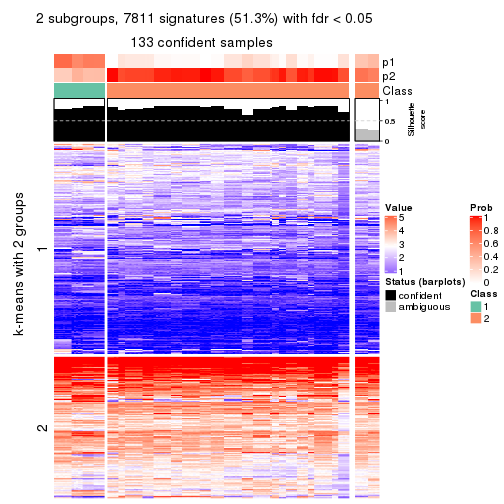 2 subgroups, 7811 signatures (51.3%) with fdr < 0.05
133 confident samples
p1
p2
Class
1
0.5
0
Silhouette
score
k-means with 2 groups
1
2
Value
5
4
3
2
1
Status (barplots)
confident
ambiguous
Prob
1
0.8
0.6
0.4
0.2
0
Class
1
2